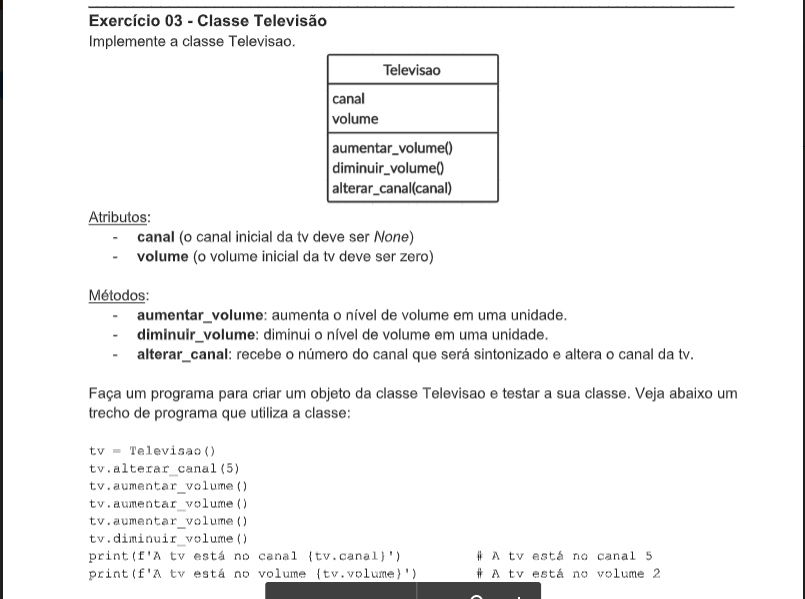 Exercício 03 - Classe Televisão
Implemente a classe Televisao.
Televisao
canal
volume
aumentar_volume()
diminuir_volume()
alterar_canal(canal)
Atributos:
- canal (o canal inicial da tv deve ser None)
- volume (o volume inicial da tv deve ser zero)
Métodos:
- aumentar_volume: aumenta o nível de volume em uma unidade.
- diminuir_volume: diminui o nível de volume em uma unidade.
- alterar_canal: recebe o número do canal que será sintonizado e altera o canal da tv.
Faça um programa para criar um objeto da classe Televisao e testar a sua classe. Veja abaixo um
trecho de programa que utiliza a classe:
tv = Televisao()
tv.alterar_canal(5)
tv.aumentar_volume()
tv.aumentar_volume()
tv.aumentar_volume()
tv.diminuir_volume()
print(f'A tv está no canal {tv.canal}') # A tv está no canal 5
print(f'A tv está no volume {tv.volume}') # A tv está no volume 2